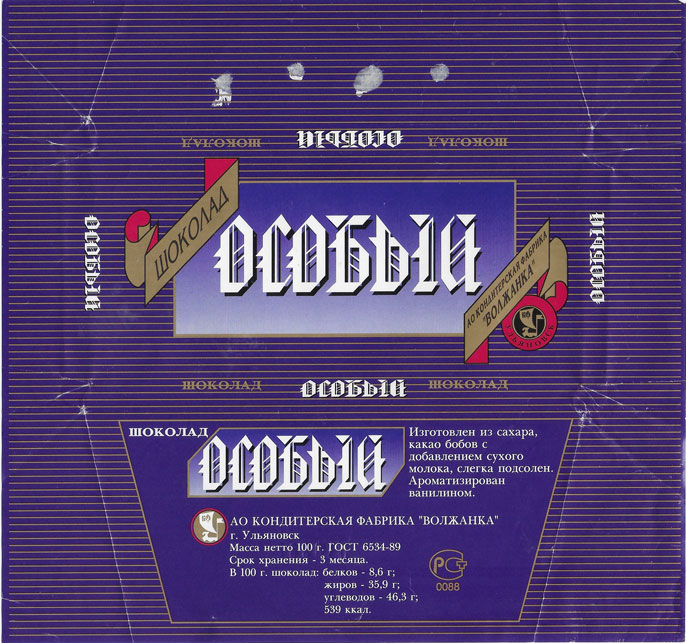 ШОКОЛАД ОСОБЫЙ ШОКОЛАД
ШОКОЛАД
ОСОБЫЙ
АО КОНДИТЕРСКАЯ ФАБРИКА
"ВОЛЖАНКА"
УЛЬЯНОВСК
ОСОБЫЙ
ОСОБЫЙ
ШОКОЛАД ОСОБЫЙ ШОКОЛАД
ШОКОЛАД
ОСОБЫЙ
Изготовлен из сахара,
какао бобов с
добавлением сухого
молока, слегка подсолен.
Ароматизирован
ванилином.
АО КОНДИТЕРСКАЯ ФАБРИКА "ВОЛЖАНКА"
г. Ульяновск
Масса нетто 100 г. ГОСТ 6534-89
Срок хранения - 3 месяца.
В 100 г. шоколад: белков - 8,6 г;
жиров - 35,9 г;
углеводов - 46,3 г;
539 ккал.
РСТ
0088